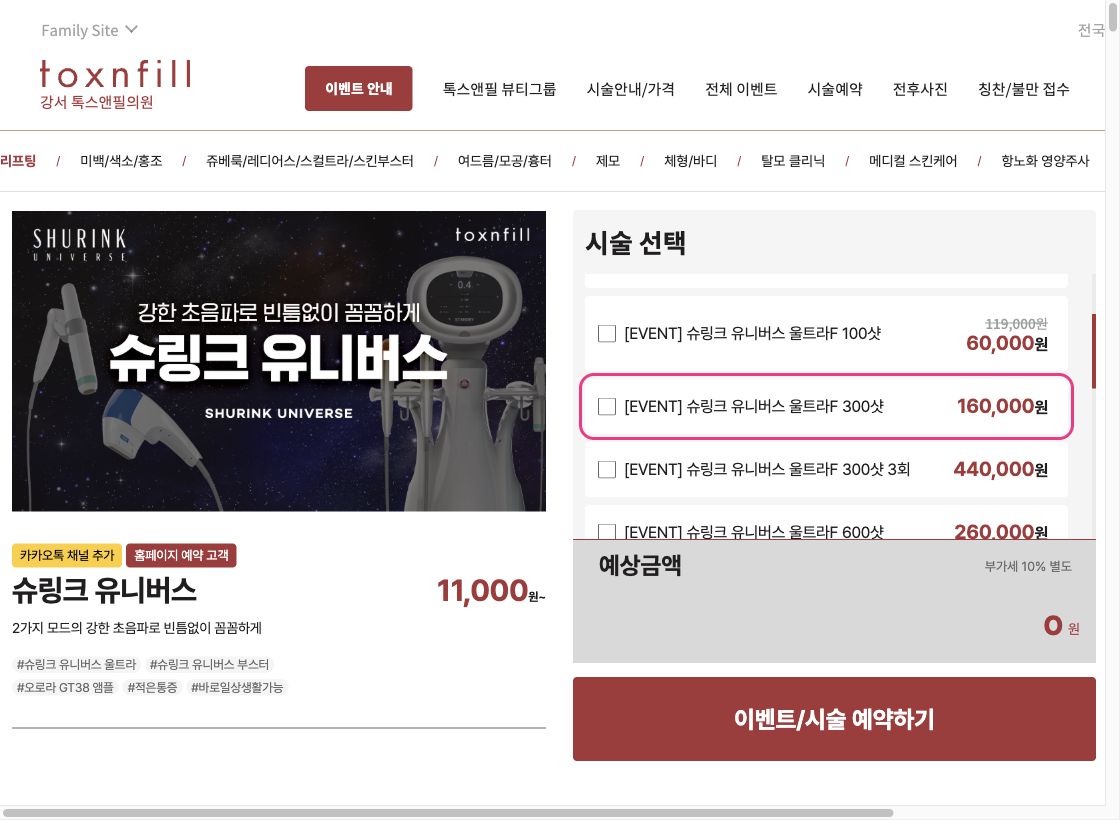 Family Site
전국
toxnfill
강서 톡스앤필의원
이벤트 안내
톡스앤필 뷰티그룹
시술안내/가격
전체 이벤트
시술예약
전후사진
칭찬/불만 접수
리프팅 / 미백/색소/홍조 / 쥬베룩/레디어스/스컬트라/스킨부스터 / 여드름/모공/흉터 / 제모 / 체형/바디 / 탈모 클리닉 / 메디컬 스킨케어 / 항노화 영양주사
SHURINK
UNIVERSE
toxnfill
0.4
강한 초음파로 빈틈없이 꼼꼼하게
슈링크 유니버스
SHURINK UNIVERSE
카카오톡 채널 추가
홈페이지 예약 고객
슈링크 유니버스
11,000원~
2가지 모드의 강한 초음파로 빈틈없이 꼼꼼하게
#슈링크 유니버스 울트라 #슈링크 유니버스 부스터
#오로라 GT38 앰플 #적은통증 #바로일상생활가능
시술 선택
[EVENT] 슈링크 유니버스 울트라F 100샷
119,000원
60,000원
[EVENT] 슈링크 유니버스 울트라F 300샷
160,000원
[EVENT] 슈링크 유니버스 울트라F 300샷 3회
440,000원
[EVENT] 슈링크 유니버스 울트라F 600샷
260,000원
예상금액
부가세 10% 별도
0 원
이벤트/시술 예약하기